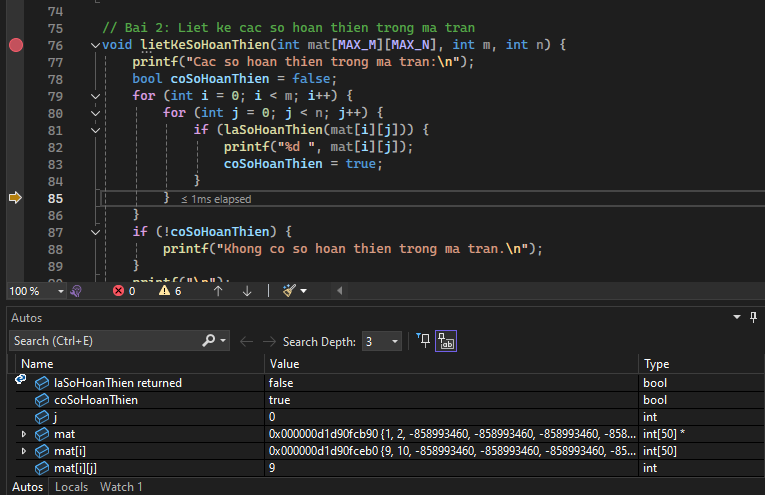 74
75 // Bai 2: Liet ke cac so hoan thien trong ma tran
76 void lietKeSoHoanThien(int mat[MAX_M][MAX_N], int m, int n) {
77 printf("Cac so hoan thien trong ma tran:\n");
78 bool coSoHoanThien = false;
79 for (int i = 0; i < m; i++) {
80 for (int j = 0; j < n; j++) {
81 if (laSoHoanThien(mat[i][j])) {
82 printf("%d ", mat[i][j]);
83 coSoHoanThien = true;
84 }
85 } ≤ 1ms elapsed
86 }
87 if (!coSoHoanThien) {
88 printf("Khong co so hoan thien trong ma tran.\n");
89 }
90 printf("\n");
100 % 0 6
Autos
Search (Ctrl+E) Search Depth: 3
Name Value Type
laSoHoanThien returned false bool
coSoHoanThien true bool
j 0 int
mat 0x000000d1d90fcb90 {1, 2, -858993460, -858993460, -858993460, -858... int[50] *
mat[i] 0x000000d1d90fceb0 {9, 10, -858993460, -858993460, -858993460, -85... int[50]
mat[i][j] 9 int
Autos Locals Watch 1